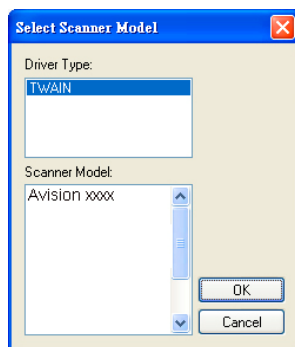 Select Scanner Model
Driver Type:
TWAIN
Scanner Model:
Avision xxxx
OK
Cancel